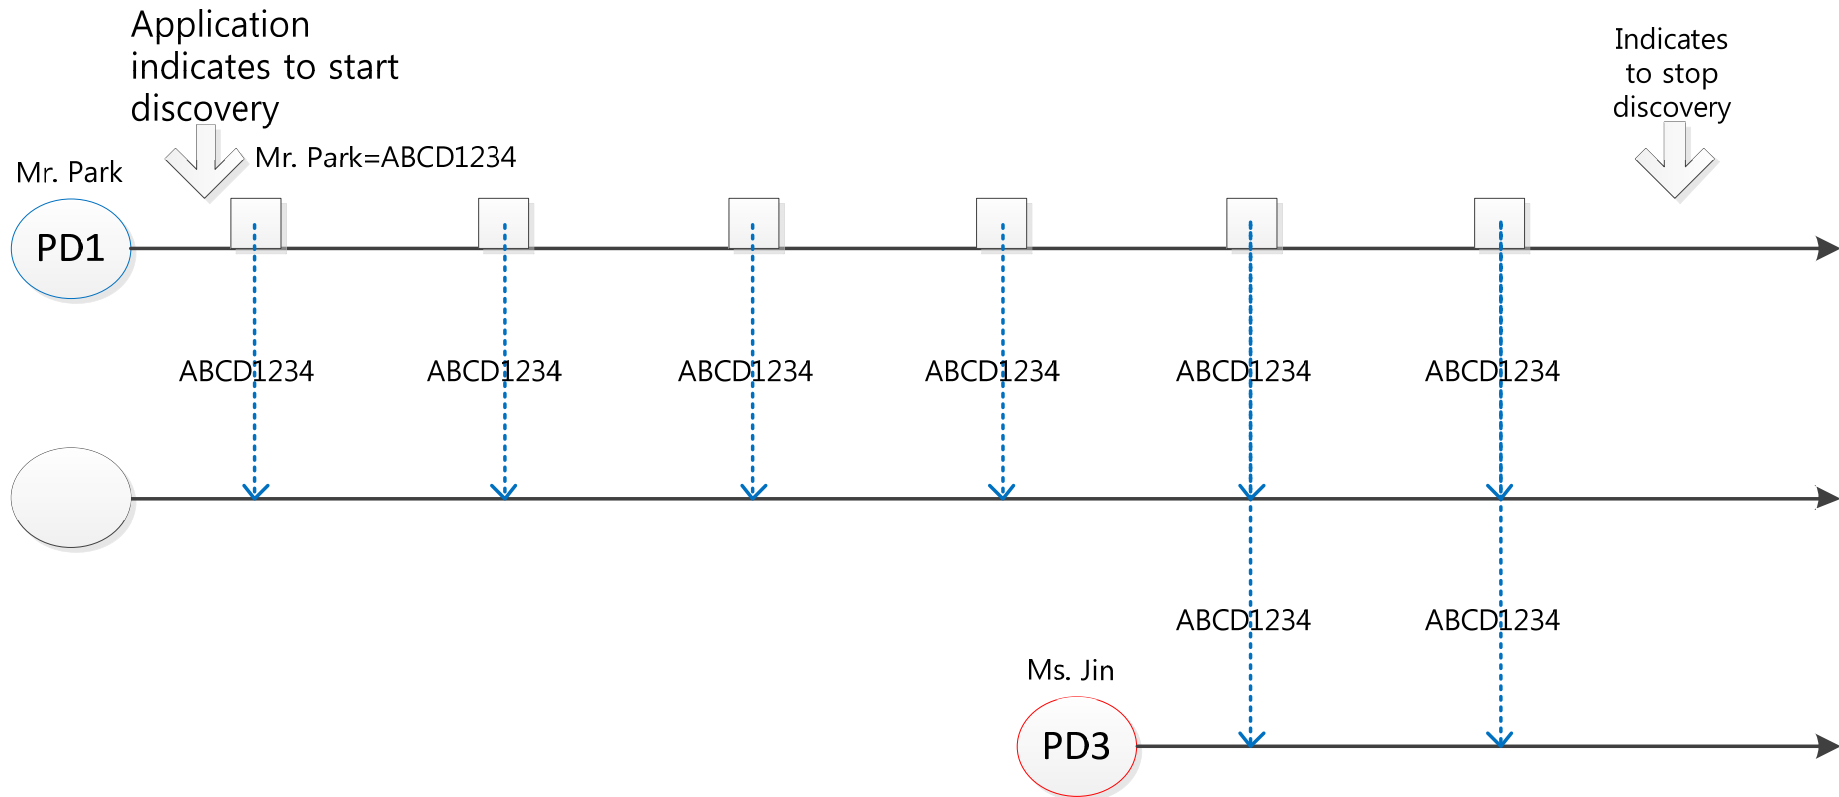 Application
indicates to start
discovery
Indicates
to stop
discovery
Mr. Park=ABCD1234
Mr. Park
PD1
ABCD1234
ABCD1234
ABCD1234
ABCD1234
ABCD1234
ABCD1234
ABCD1234
ABCD1234
Ms. Jin
PD3